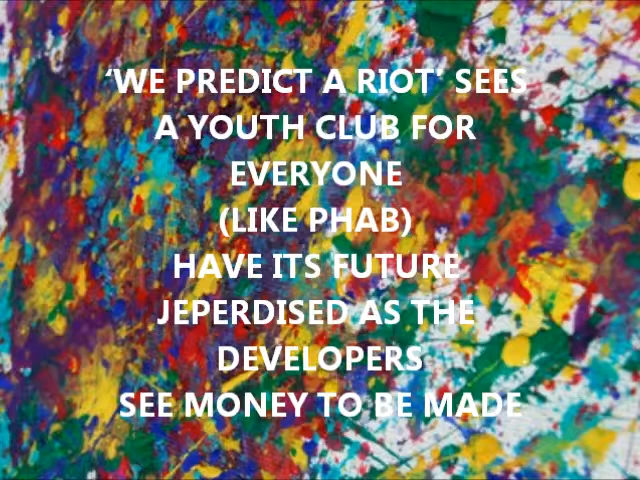 ‘WE PREDICT A RIOT’ SEES
A YOUTH CLUB FOR
EVERYONE
(LIKE PHAB)
HAVE ITS FUTURE
JEPERDISED AS THE
DEVELOPERS
SEE MONEY TO BE MADE